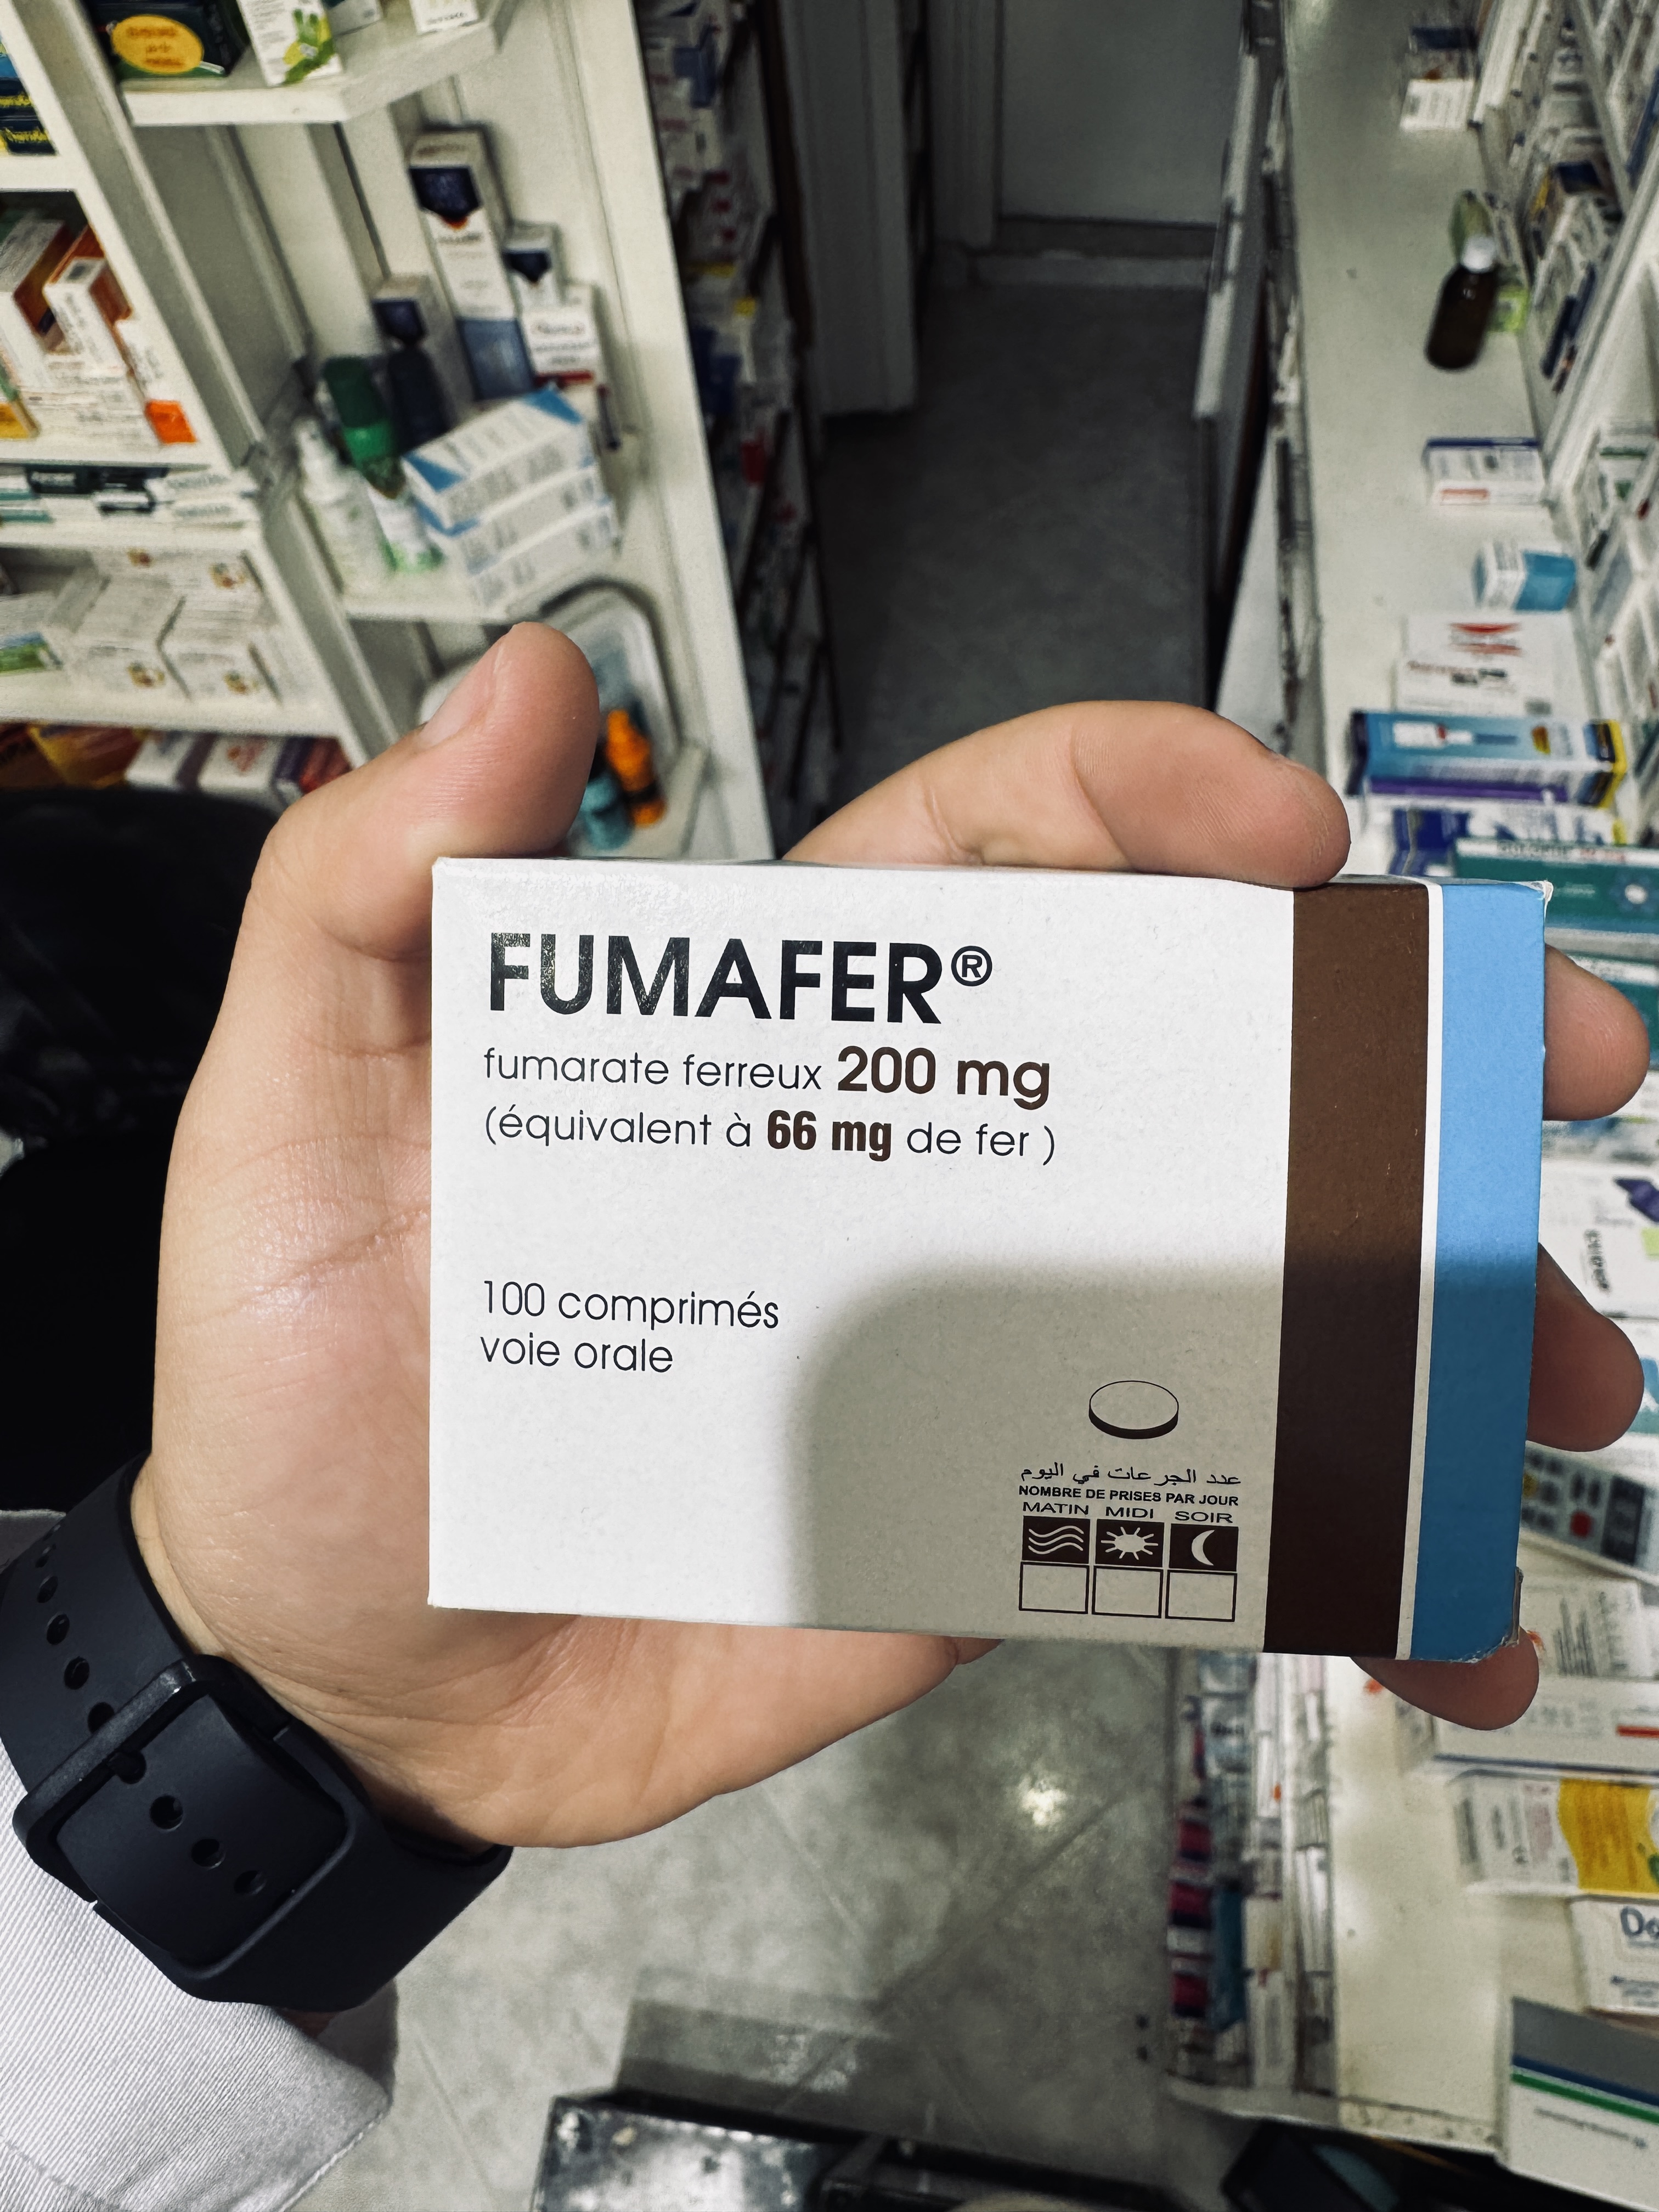 FUMAFER®
fumarate ferreux 200 mg
(équivalent à 66 mg de fer )
100 comprimés
voie orale
عدد الجرعات في اليوم
NOMBRE DE PRISES PAR JOUR
MATIN MIDI SOIR